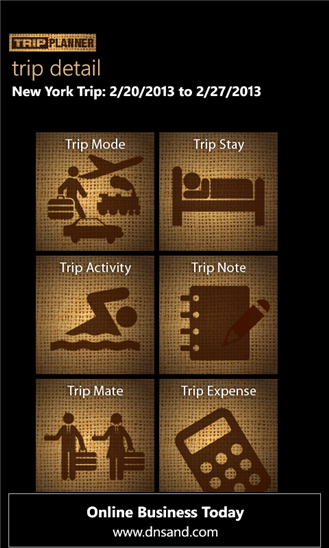 TRIP PLANNER
trip detail
New York Trip: 2/20/2013 to 2/27/2013
Trip Mode
Trip Stay
Trip Activity
Trip Note
Trip Mate
Trip Expense
Online Business Today
www.dnsand.com